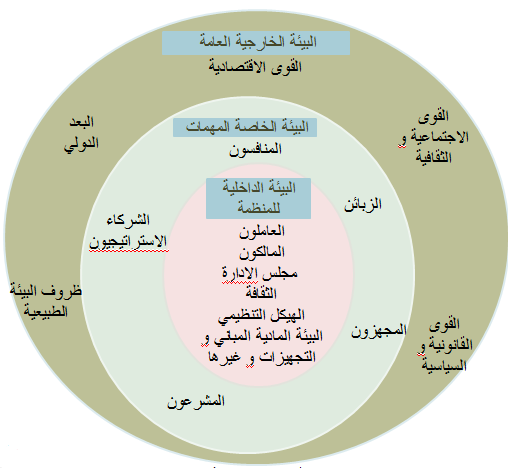 البيئة الخارجية العامة
القوى الاقتصادية
القوى
الاجتماعية و
الثقافية
البعد
الدولي
البيئة الخاصة المهمات
المنافسون
البيئة الداخلية
للمنظمة
الزبائن
الشركاء
الاستراتيجيون
العاملون
المالكون
مجلس الادارة
الثقافة
الهيكل التنظيمي
البيئة المادية المباني و
التجهيزات و غيرها
ظروف البيئة
الطبيعية
المجهزون
القوى
القانونية و
السياسية
المشرعون